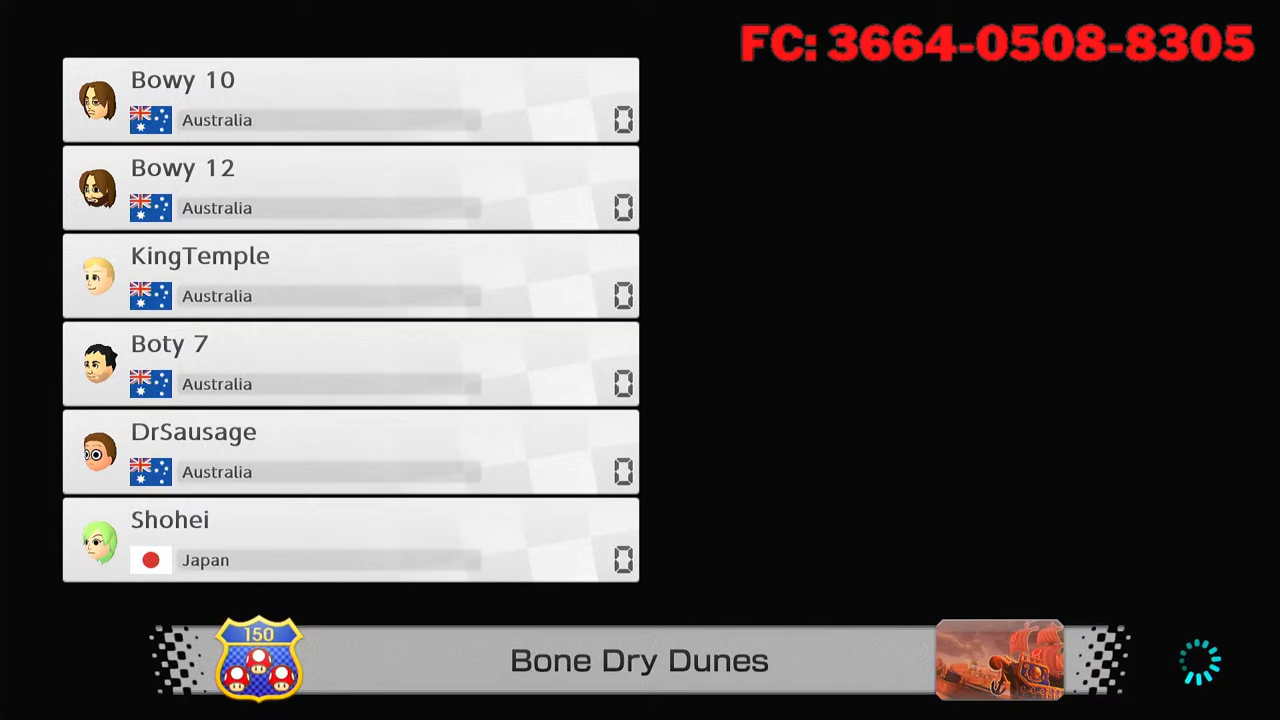 FC: 3664-0508-8305
Bowy 10
Australia 0
Bowy 12
Australia 0
KingTemple
Australia 0
Boty 7
Australia 0
DrSausage
Australia 0
Shohei
Japan 0
150
Bone Dry Dunes